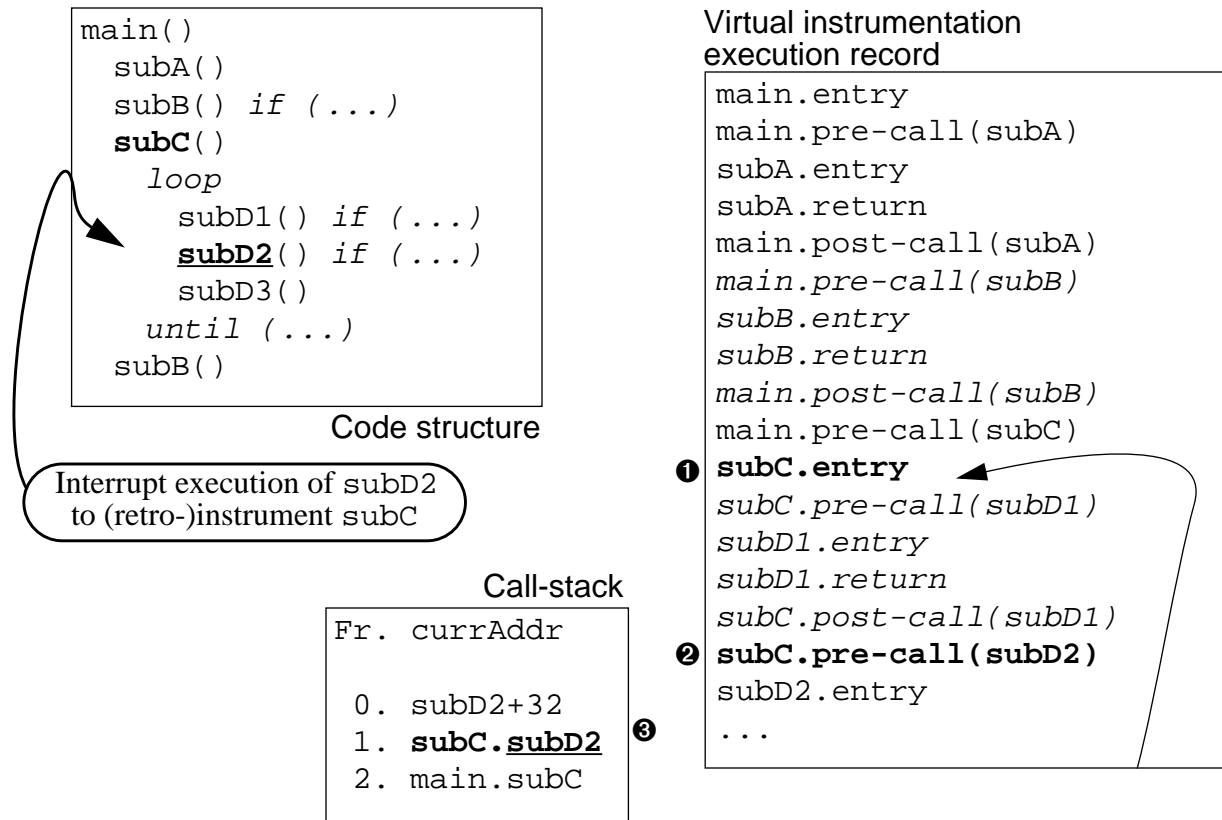 main()
subA()
subB() if (...)
subC()
loop
subD1() if (...)
subD2() if (...)
subD3()
until (...)
subB()
Code structure
Interrupt execution of subD2
to (retro-)instrument subC
Call-stack
Fr. currAddr
0. subD2+32
1. subC.subD2
2. main.subC
❸
Virtual instrumentation
execution record
main.entry
main.pre-call(subA)
subA.entry
subA.return
main.post-call(subA)
main.pre-call(subB)
subB.entry
subB.return
main.post-call(subB)
main.pre-call(subC)
❶ subC.entry
subC.pre-call(subD1)
subD1.entry
subD1.return
subC.post-call(subD1)
❷ subC.pre-call(subD2)
subD2.entry
...